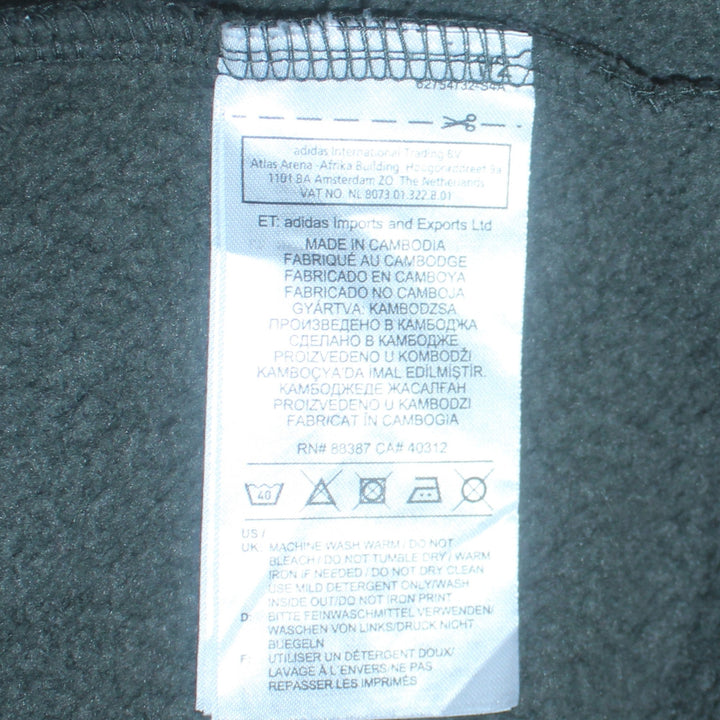 12
62754732-S4A
adidas International Trading B.V.
Atlas Arena -Afrika Building, Hoogoorddreef 9a
1101 BA Amsterdam ZO The Netherlands
VAT NO. NL 8073.01.322.B.01
ET: adidas Imports and Exports Ltd
MADE IN CAMBODIA
FABRIQUÉ AU CAMBODGE
FABRICADO EN CAMBOYA
FABRICADO NO CAMBOJA
GYÁRTVA: KAMBODZSA
ПРОИЗВЕДЕНО В КАМБОДЖА
СДЕЛАНО В КАМБОДЖЕ
PROIZVEDENO U KOMBODŽI
KAMBOÇYA'DA IMAL EDİLMİŞTİR.
КАМБОДЖЕДЕ ЖАСАЛҒАН
PROIZVEDENO U KAMBODZI
FABRICAT ÎN CAMBOGIA
RN# 88387 CA# 40312
40
US /
UK: MACHINE WASH WARM / DO NOT
BLEACH / DO NOT TUMBLE DRY / WARM
IRON IF NEEDED / DO NOT DRY CLEAN
USE MILD DETERGENT ONLY/WASH
INSIDE OUT/DO NOT IRON PRINT
D: BITTE FEINWASCHMITTEL VERWENDEN/
WASCHEN VON LINKS/DRUCK NICHT
BUEGELN
F: UTILISER UN DÉTERGENT DOUX/
LAVAGE À L'ENVERS/NE PAS
REPASSER LES IMPRIMÉS